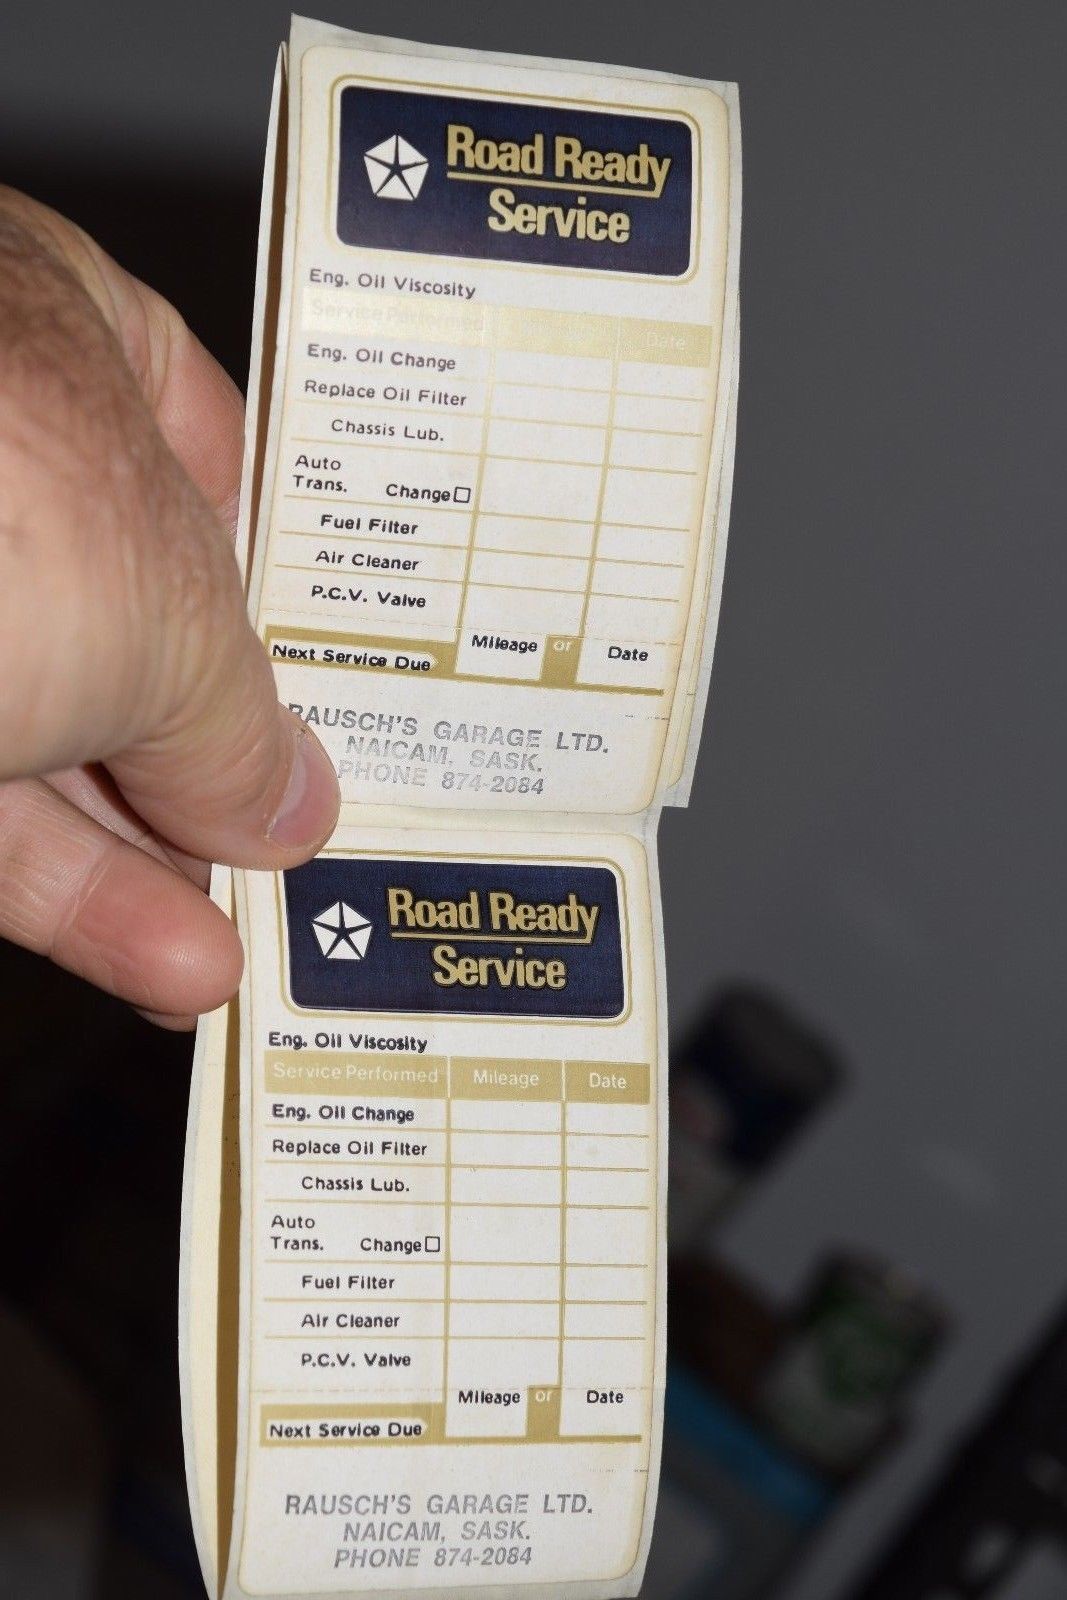 Road Ready
Service
Eng. Oil Viscosity
Service Performed Date
Eng. Oil Change
Replace Oil Filter
Chassis Lub.
Auto
Trans. Change
Fuel Filter
Air Cleaner
P.C.V. Valve
Mileage or Date
Next Service Due
RAUSCH'S GARAGE LTD.
NAICAM, SASK.
PHONE 874-2084
Road Ready
Service
Eng. Oil Viscosity
Service Performed Mileage Date
Eng. Oil Change
Replace Oil Filter
Chassis Lub.
Auto
Trans. Change
Fuel Filter
Air Cleaner
P.C.V. Valve
Mileage or Date
Next Service Due
RAUSCH'S GARAGE LTD.
NAICAM, SASK.
PHONE 874-2084